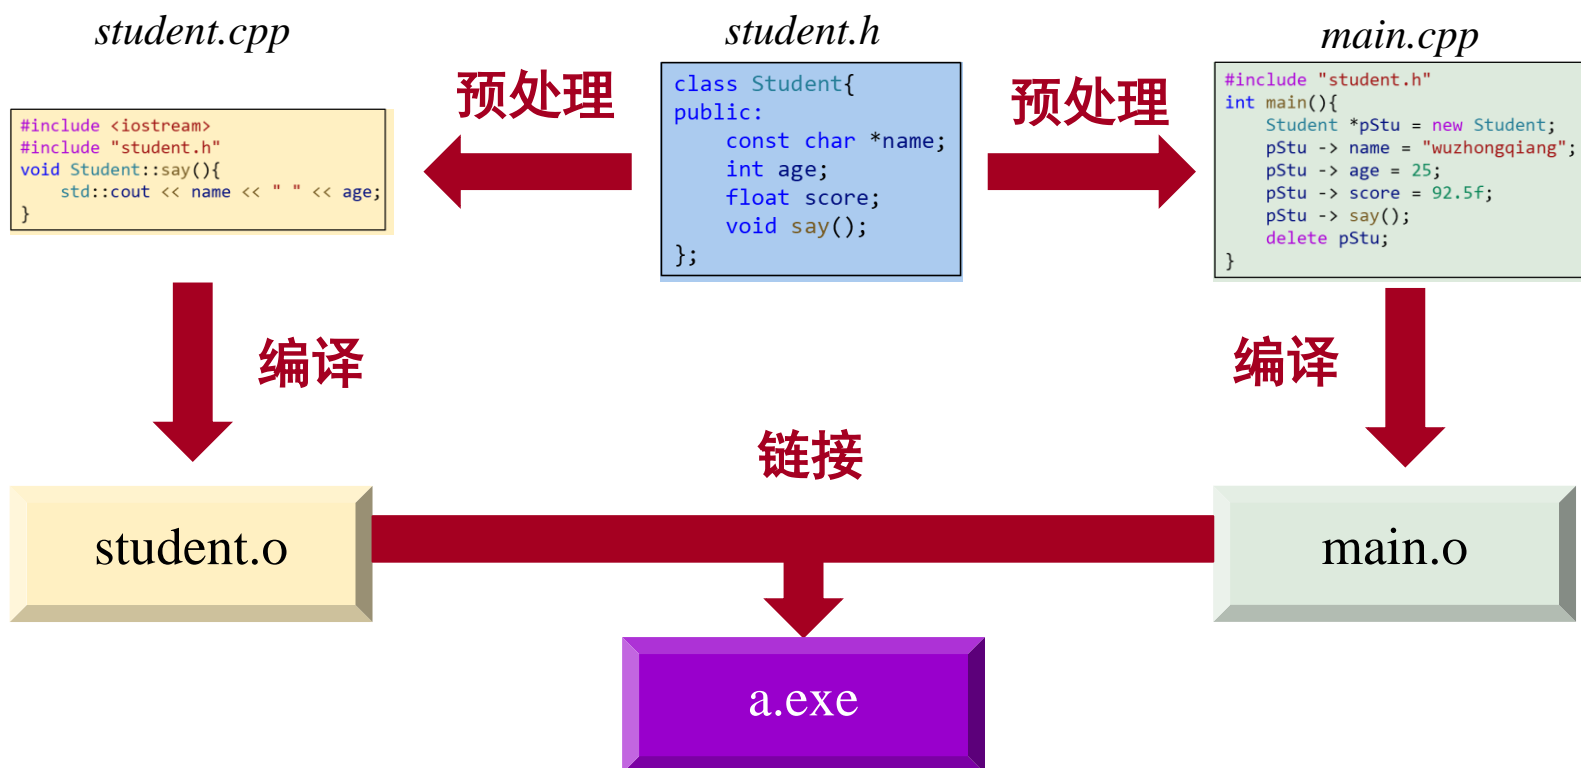 student.cpp
student.h
main.cpp
预处理
预处理
#include <iostream>
#include "student.h"
void Student::say(){
    std::cout << name << " " << age;
}
class Student{
public:
    const char *name;
    int age;
    float score;
    void say();
};
#include "student.h"
int main(){
    Student *pStu = new Student;
    pStu -> name = "wuzhongqiang";
    pStu -> age = 25;
    pStu -> score = 92.5f;
    pStu -> say();
    delete pStu;
}
编译
编译
链接
student.o
main.o
a.exe